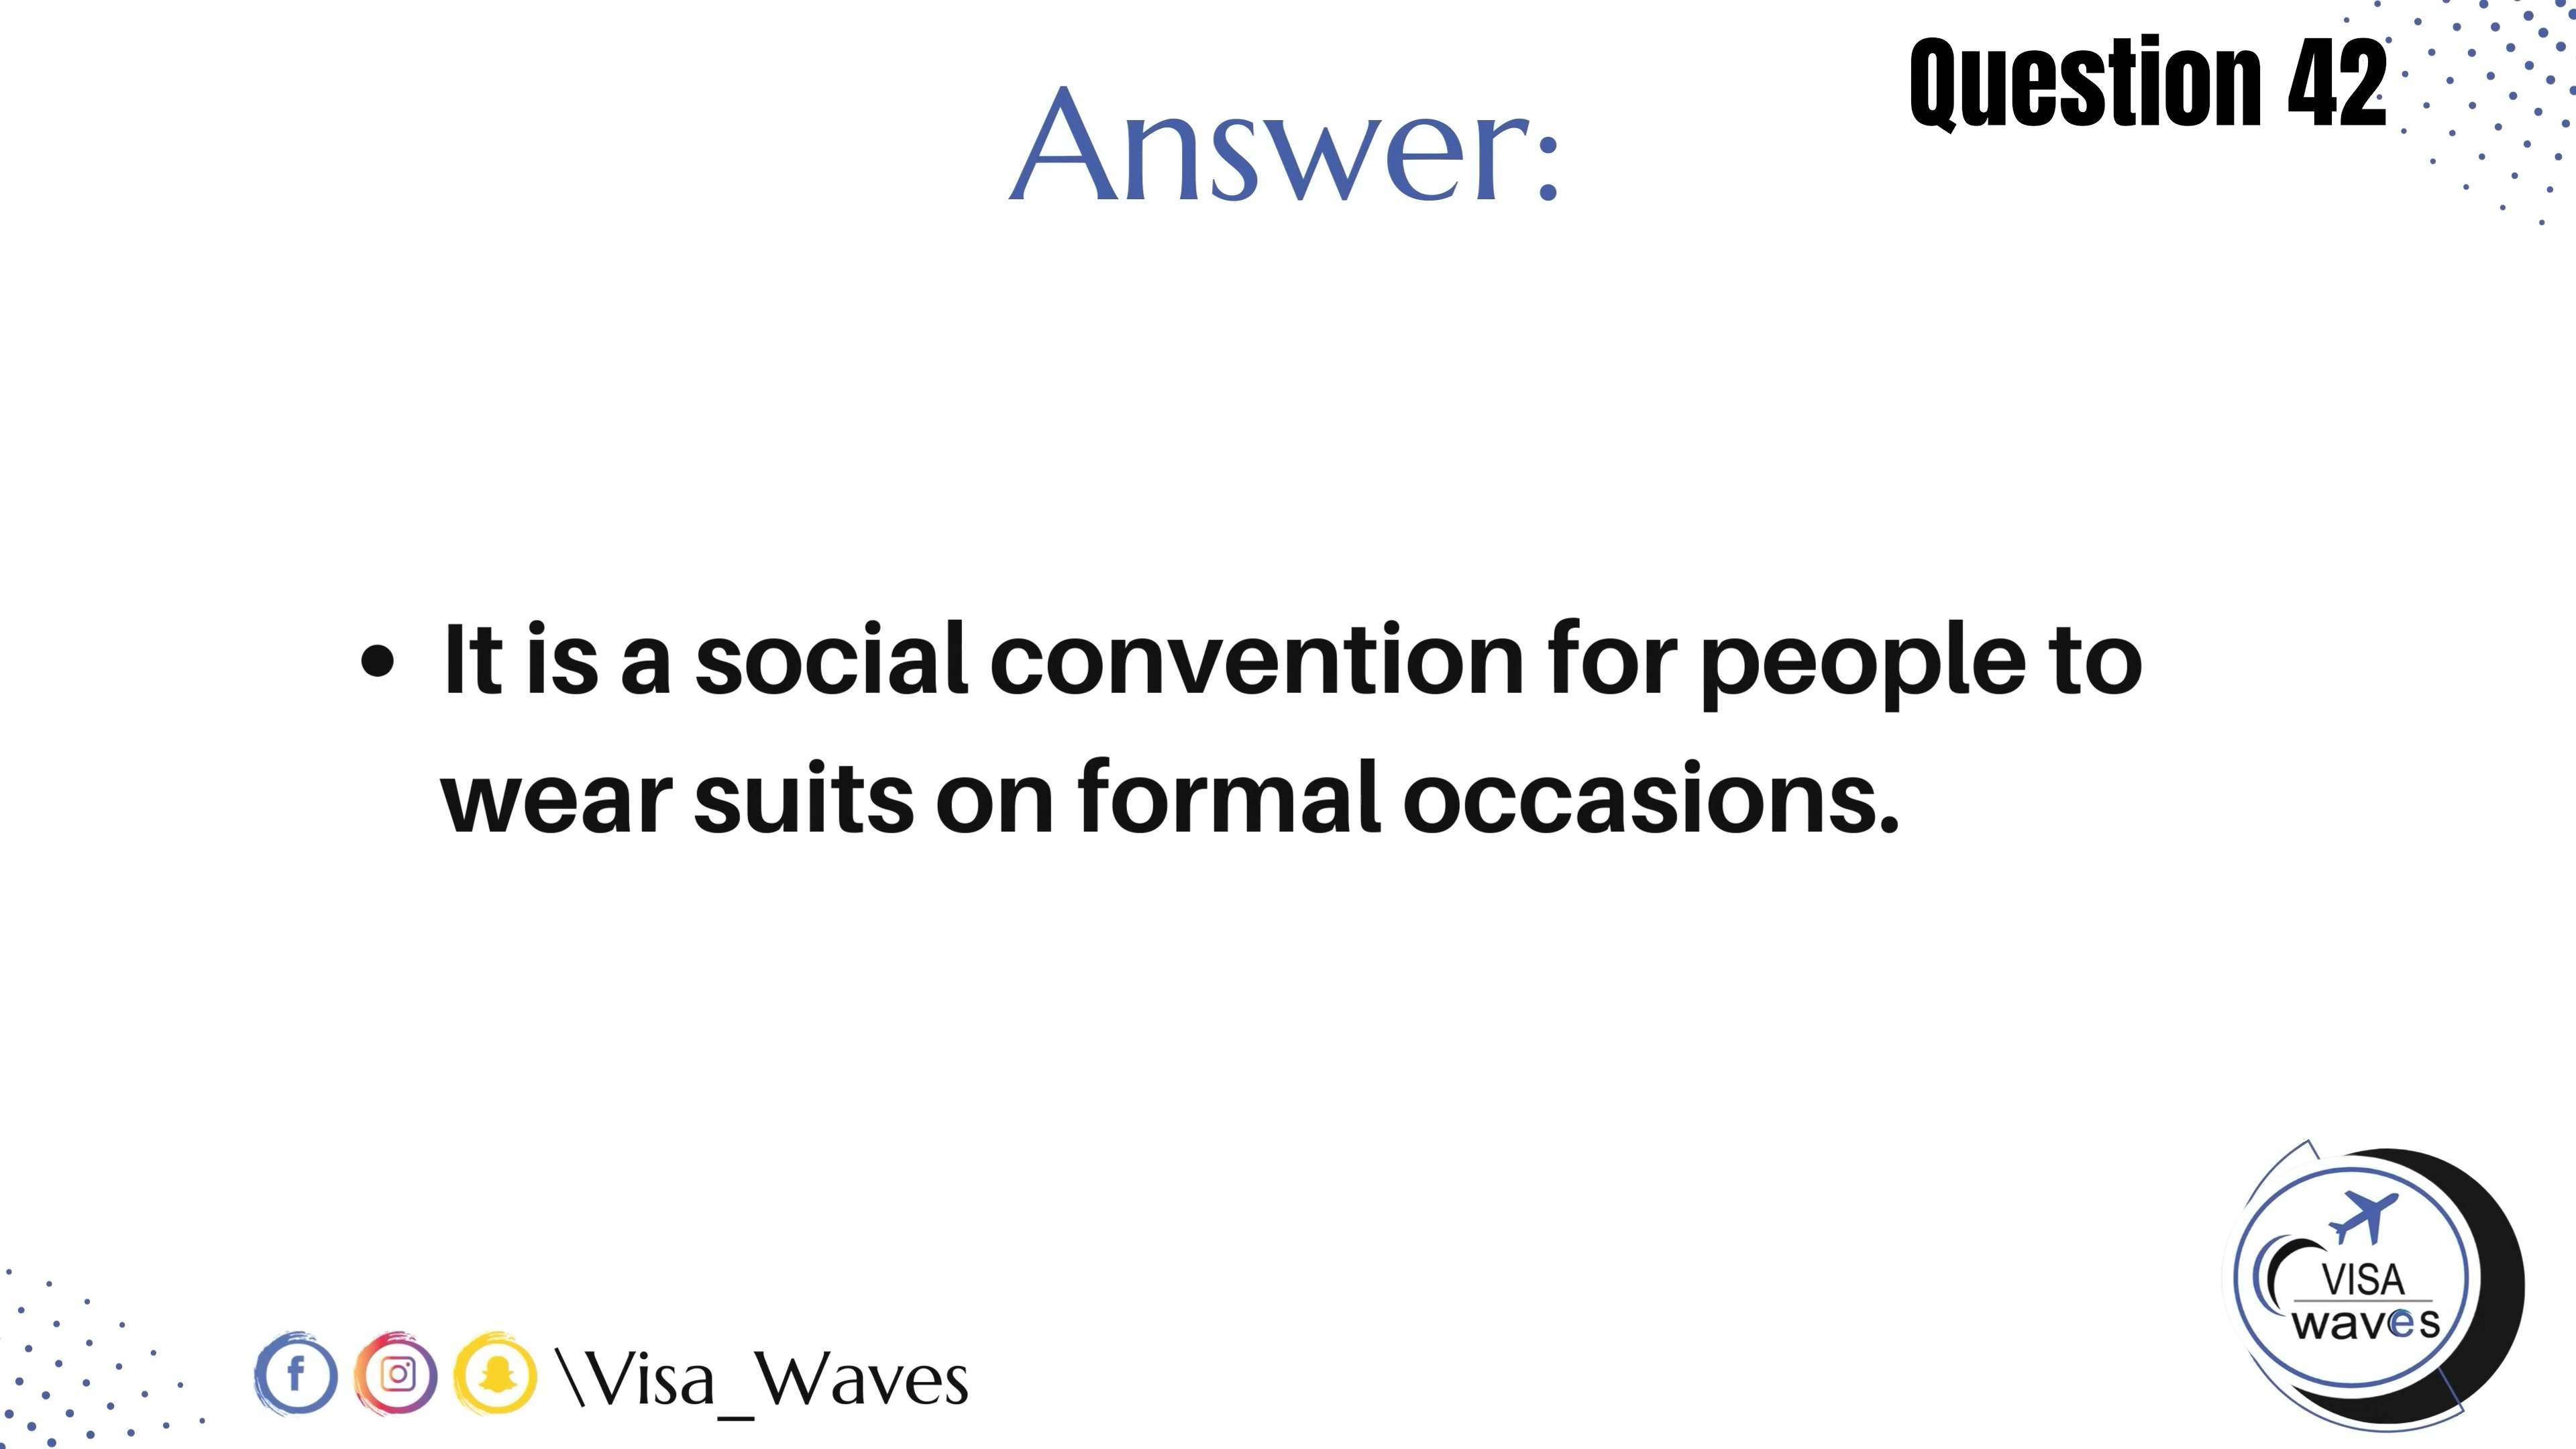 Question 42
Answer:
• It is a social convention for people to
wear suits on formal occasions.
\Visa_Waves
VISA
waves